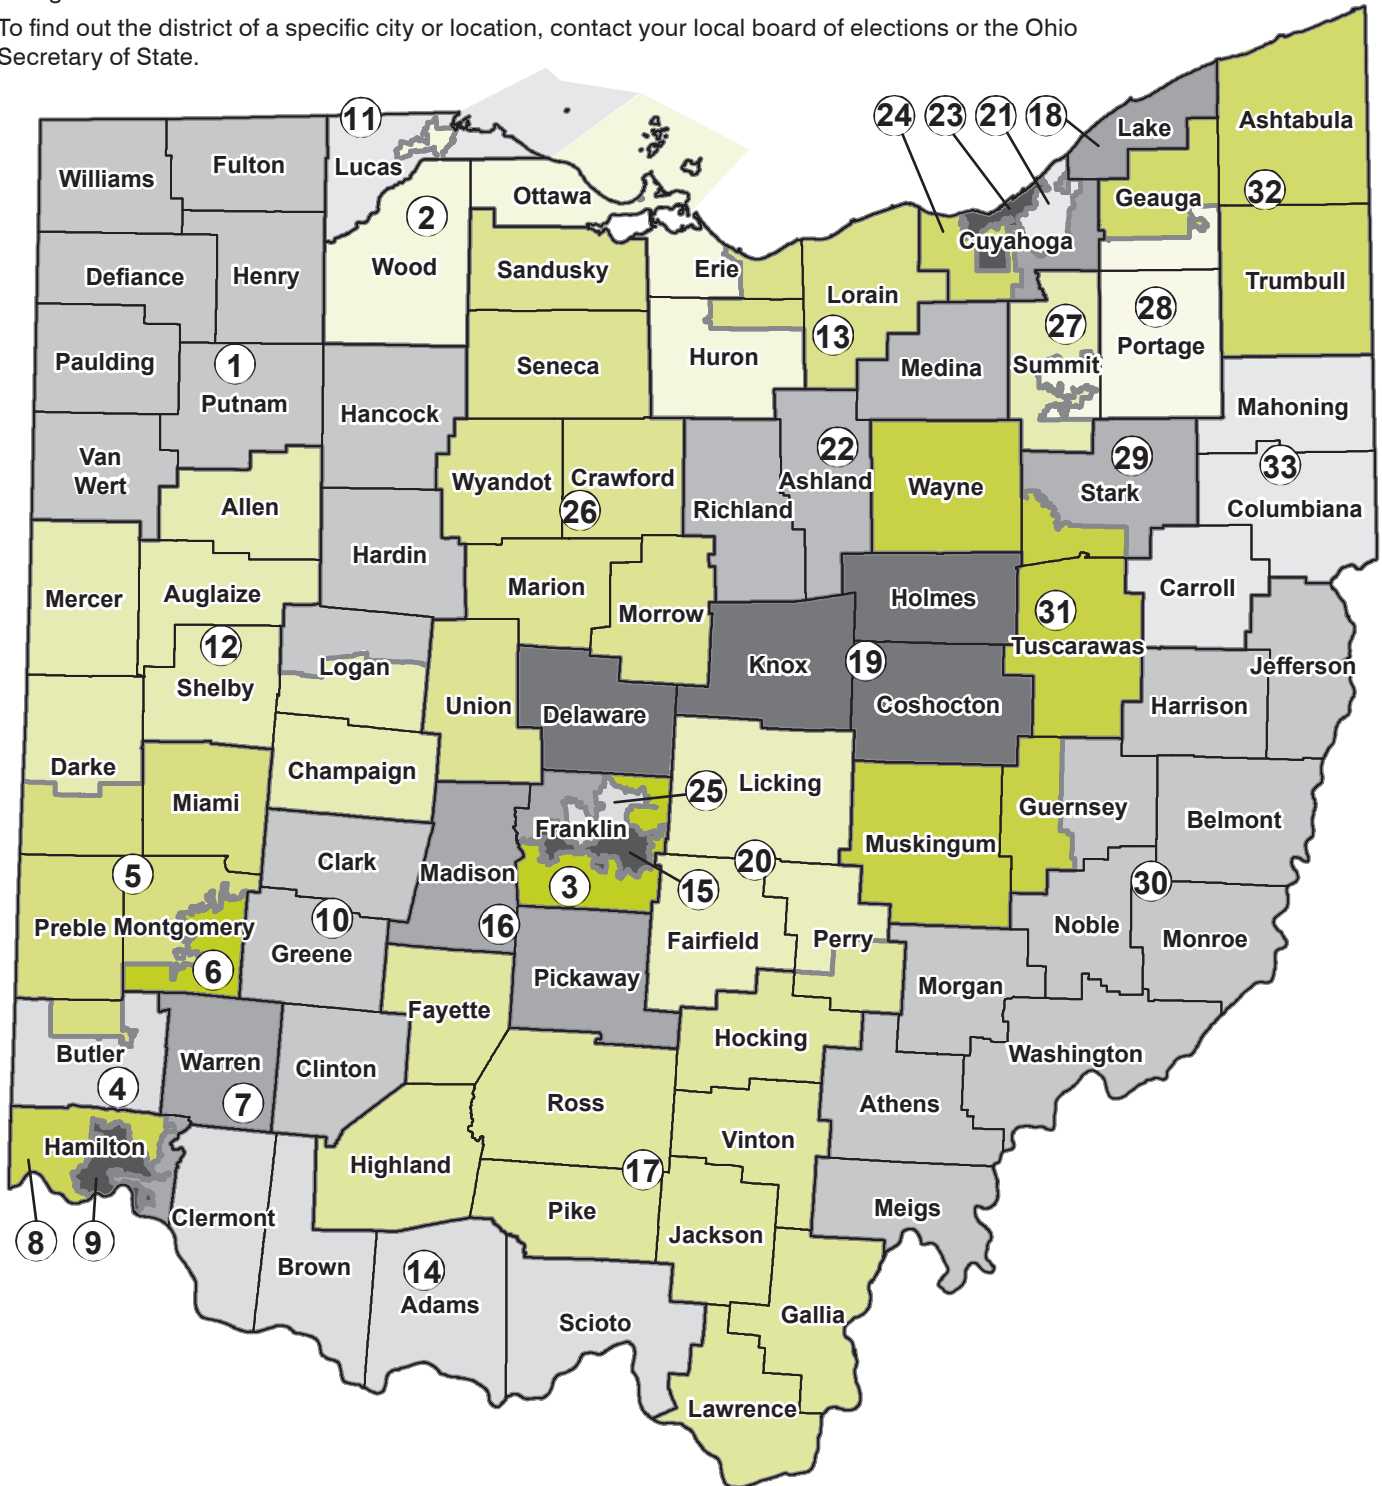 To find out the district of a specific city or location, contact your local board of elections or the Ohio
Secretary of State.
11
24
23
21
18
Lake
Ashtabula
Williams
Fulton
Lucas
2
Ottawa
Geauga
32
Cuyahoga
Defiance
Henry
Wood
Sandusky
Erie
Lorain
Trumbull
27
28
13
Paulding
1
Putnam
Seneca
Huron
Medina
Summit
Portage
Hancock
Mahoning
Van
Wert
22
29
33
Wyandot
Crawford
Ashland
Wayne
Stark
Allen
26
Richland
Columbiana
Hardin
Mercer
Auglaize
Marion
Morrow
Holmes
31
Carroll
12
Shelby
Logan
Knox
19
Tuscarawas
Jefferson
Union
Delaware
Coshocton
Harrison
Darke
Champaign
Miami
25
Licking
Guernsey
Belmont
Franklin
Muskingum
Clark
Madison
5
3
15
20
30
Preble
Montgomery
10
16
Greene
Fairfield
Perry
Noble
Monroe
6
Pickaway
Morgan
Fayette
Hocking
Butler
Warren
Clinton
Washington
4
7
Ross
Athens
Hamilton
Highland
Vinton
17
8
9
Clermont
Pike
Jackson
Meigs
Brown
14
Adams
Scioto
Gallia
Lawrence